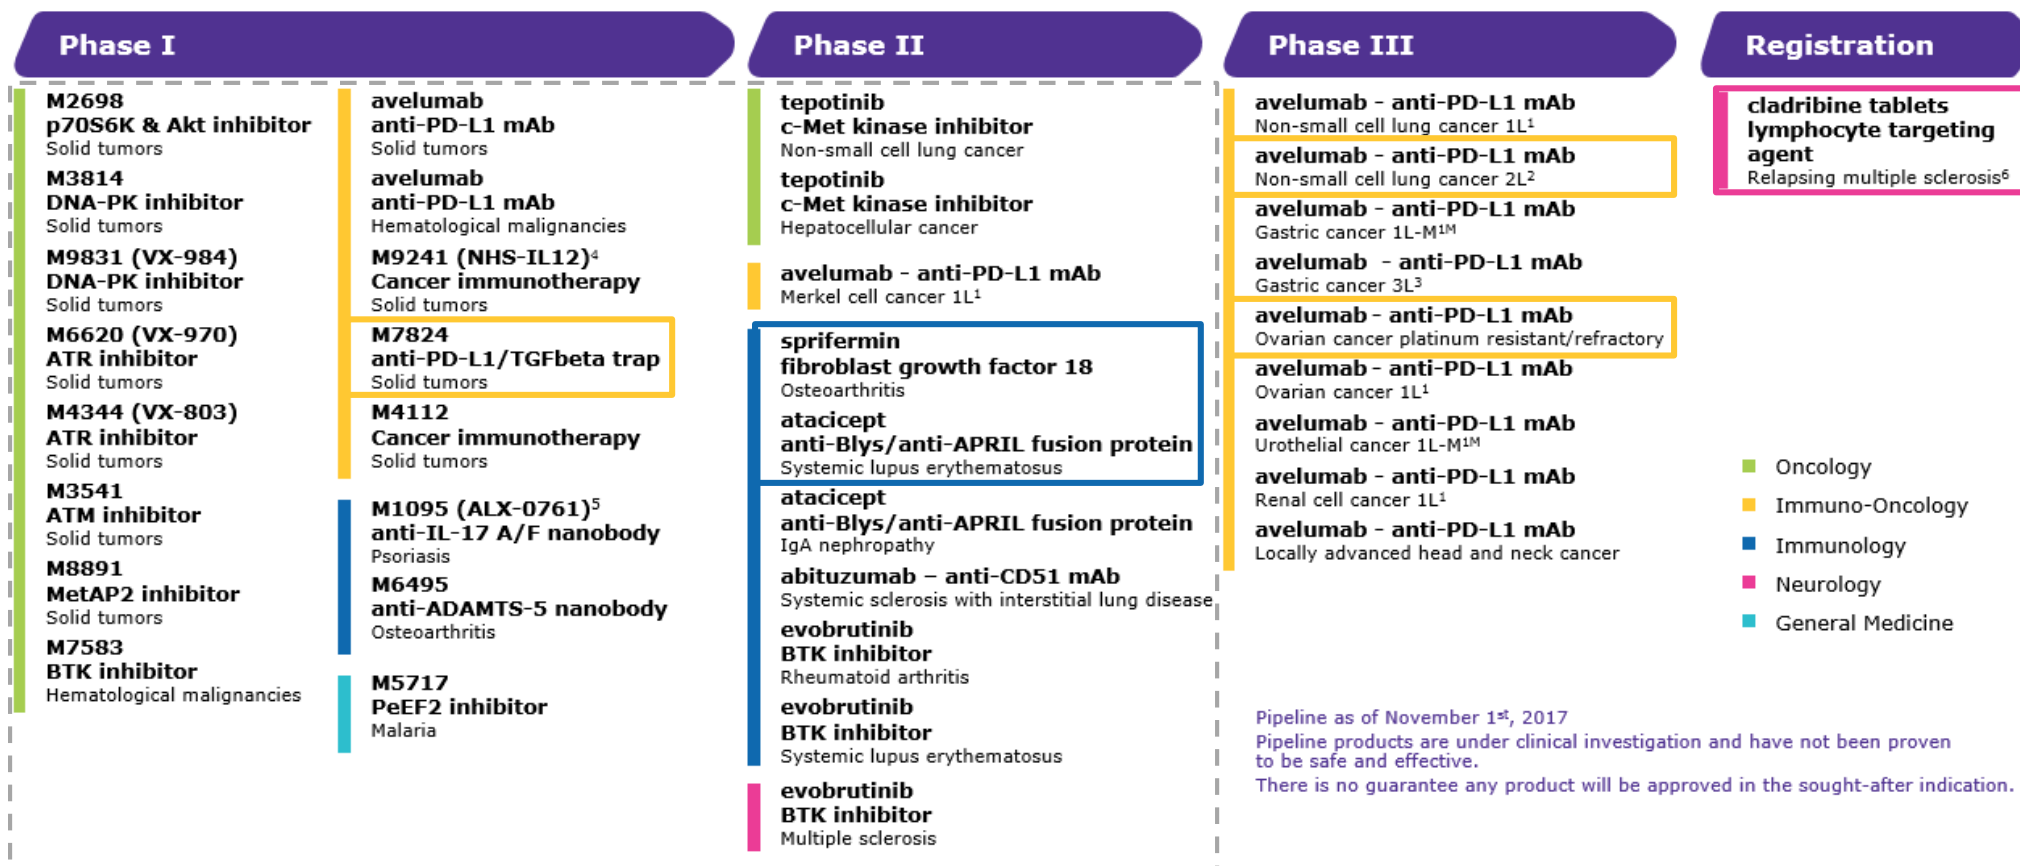 Phase I
M2698
p70S6K & Akt inhibitor
Solid tumors
M3814
DNA-PK inhibitor
Solid tumors
M9831 (VX-984)
DNA-PK inhibitor
Solid tumors
M6620 (VX-970)
ATR inhibitor
Solid tumors
M4344 (VX-803)
ATR inhibitor
Solid tumors
M3541
ATM inhibitor
Solid tumors
M8891
MetAP2 inhibitor
Solid tumors
M7583
BTK inhibitor
Hematological malignancies
avelumab
anti-PD-L1 mAb
Solid tumors
avelumab
anti-PD-L1 mAb
Hematological malignancies
M9241 (NHS-IL12)⁴
Cancer immunotherapy
Solid tumors
M7824
anti-PD-L1/TGFbeta trap
Solid tumors
M4112
Cancer immunotherapy
Solid tumors
M1095 (ALX-0761)⁵
anti-IL-17 A/F nanobody
Psoriasis
M6495
anti-ADAMTS-5 nanobody
Osteoarthritis
M5717
PeEF2 inhibitor
Malaria
Phase II
tepotinib
c-Met kinase inhibitor
Non-small cell lung cancer
tepotinib
c-Met kinase inhibitor
Hepatocellular cancer
avelumab - anti-PD-L1 mAb
Merkel cell cancer 1L¹
sprifermin
fibroblast growth factor 18
Osteoarthritis
atacicept
anti-Blys/anti-APRIL fusion protein
Systemic lupus erythematosus
atacicept
anti-Blys/anti-APRIL fusion protein
IgA nephropathy
abituzumab – anti-CD51 mAb
Systemic sclerosis with interstitial lung disease
evobrutinib
BTK inhibitor
Rheumatoid arthritis
evobrutinib
BTK inhibitor
Systemic lupus erythematosus
evobrutinib
BTK inhibitor
Multiple sclerosis
Phase III
avelumab - anti-PD-L1 mAb
Non-small cell lung cancer 1L¹
avelumab - anti-PD-L1 mAb
Non-small cell lung cancer 2L²
avelumab - anti-PD-L1 mAb
Gastric cancer 1L-M¹ᴹ
avelumab - anti-PD-L1 mAb
Gastric cancer 3L³
avelumab - anti-PD-L1 mAb
Ovarian cancer platinum resistant/refractory
avelumab - anti-PD-L1 mAb
Ovarian cancer 1L¹
avelumab - anti-PD-L1 mAb
Urothelial cancer 1L-M¹ᴹ
avelumab - anti-PD-L1 mAb
Renal cell cancer 1L¹
avelumab - anti-PD-L1 mAb
Locally advanced head and neck cancer
Registration
cladribine tablets
lymphocyte targeting
agent
Relapsing multiple sclerosis⁶
Oncology
Immuno-Oncology
Immunology
Neurology
General Medicine
Pipeline as of November 1ˢᵗ, 2017
Pipeline products are under clinical investigation and have not been proven
to be safe and effective.
There is no guarantee any product will be approved in the sought-after indication.